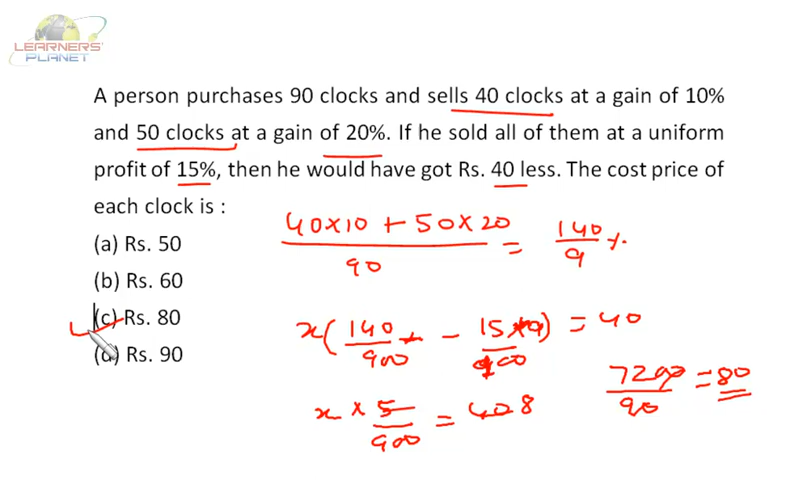 LEARNERS'
PLANET
A person purchases 90 clocks and sells 40 clocks at a gain of 10%
and 50 clocks at a gain of 20%. If he sold all of them at a uniform
profit of 15%, then he would have got Rs. 40 less. The cost price of
each clock is :
(a) Rs. 50
(b) Rs. 60
(c) Rs. 80
(d) Rs. 90
40×10 + 50×20
90
= 140
9 %
x( 140
900 - 15×9
900 ) = 40
x × 5
900 = 40 8
7200
90 = 80